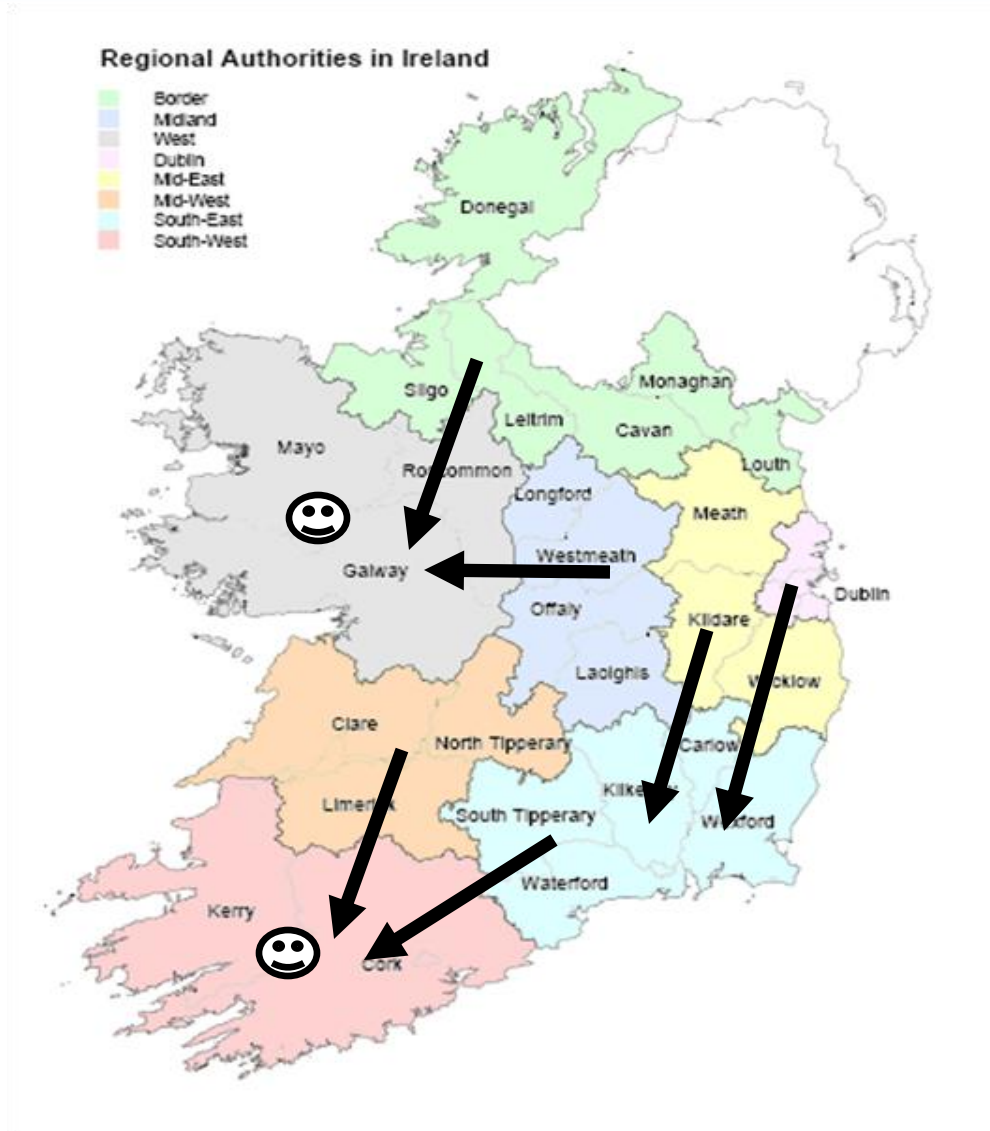 Regional Authorities in Ireland
Border
Midland
West
Dublin
Mid-East
Mid-West
South-East
South-West
Donegal
Monaghan
Sligo
Leitrim
Cavan
Mayo
Roscommon
Louth
Longford
Meath
Westmeath
Galway
Dublin
Offaly
Kildare
Laoighis
Wicklow
Clare
North Tipperary
Carlow
Kilkenny
Limerick
South Tipperary
Wexford
Waterford
Kerry
Cork